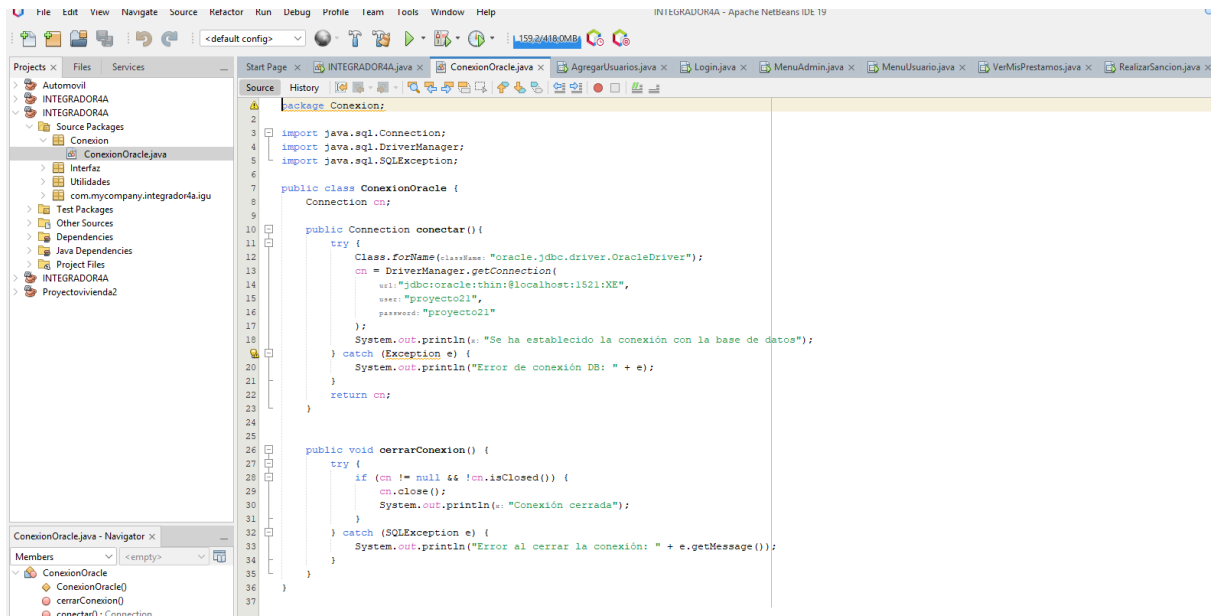 File Edit View Navigate Source Refactor Run Debug Profile Team Tools Window Help INTEGRADOR4A - Apache NetBeans IDE 19
<default config> 159,2/418,0MB
Projects × Files Services
Automovil
INTEGRADOR4A
INTEGRADOR4A
Source Packages
Conexion
ConexionOracle.java
Interfaz
Utilidades
com.mycompany.integrador4a.igu
Test Packages
Other Sources
Dependencies
Java Dependencies
Project Files
INTEGRADOR4A
Proyectovivienda2
Start Page × INTEGRADOR4A.java × ConexionOracle.java × AgregarUsuarios.java × Login.java × MenuAdmin.java × MenuUsuario.java × VerMisPrestamos.java × RealizarSancion.java ×
Source History
package Conexion;
2
3 import java.sql.Connection;
4 import java.sql.DriverManager;
5 import java.sql.SQLException;
6
7 public class ConexionOracle {
8 Connection cn;
9
10 public Connection conectar(){
11 try {
12 Class.forName(className: "oracle.jdbc.driver.OracleDriver");
13 cn = DriverManager.getConnection(
14 url:"jdbc:oracle:thin:@localhost:1521:XE",
15 user:"proyecto21",
16 password:"proyecto21"
17 );
18 System.out.println(x: "Se ha establecido la conexión con la base de datos");
} catch (Exception e) {
20 System.out.println("Error de conexión DB: " + e);
21 }
22 return cn;
23 }
24
25
26 public void cerrarConexion() {
27 try {
28 if (cn != null && !cn.isClosed()) {
29 cn.close();
30 System.out.println(x: "Conexión cerrada");
31 }
32 } catch (SQLException e) {
33 System.out.println("Error al cerrar la conexión: " + e.getMessage());
34 }
35 }
36 }
37
ConexionOracle.java - Navigator ×
Members <empty>
ConexionOracle
ConexionOracle()
cerrarConexion()
conectar() : Connection